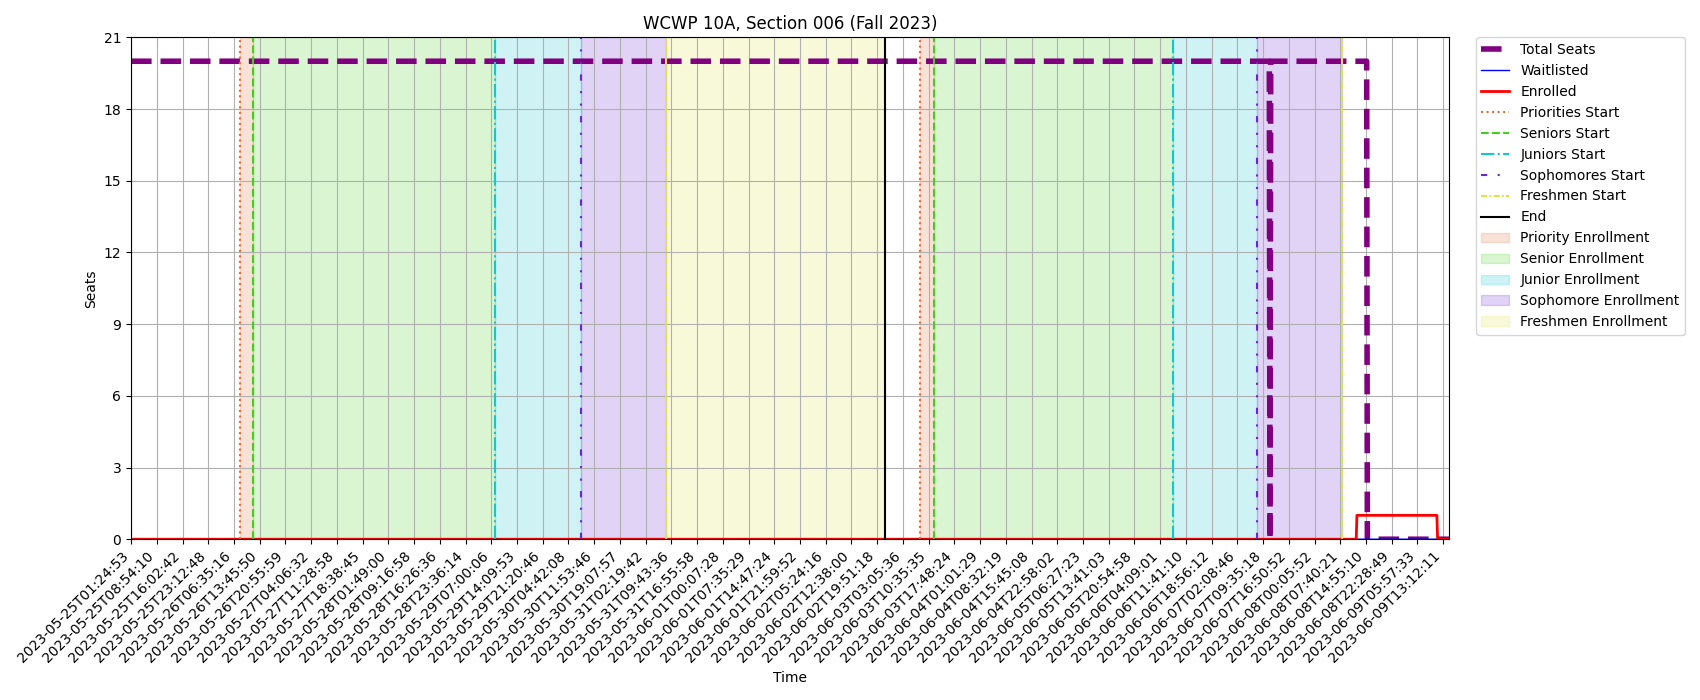 WCWP 10A, Section 006 (Fall 2023)
21
18
15
12
9
6
3
0
Seats
2023-05-25T01:24:53
2023-05-25T08:54:10
2023-05-25T16:02:42
2023-05-25T23:12:48
2023-05-26T06:35:16
2023-05-26T13:45:50
2023-05-26T20:55:59
2023-05-27T04:06:32
2023-05-27T11:28:58
2023-05-27T18:38:45
2023-05-28T01:49:00
2023-05-28T09:16:58
2023-05-28T16:26:36
2023-05-28T23:36:14
2023-05-29T07:00:06
2023-05-29T14:09:53
2023-05-29T21:20:46
2023-05-30T04:42:08
2023-05-30T11:53:46
2023-05-30T19:07:57
2023-05-31T02:19:42
2023-05-31T09:43:36
2023-05-31T16:55:58
2023-06-01T00:07:28
2023-06-01T07:35:29
2023-06-01T14:47:24
2023-06-01T21:59:52
2023-06-02T05:24:16
2023-06-02T12:38:00
2023-06-02T19:51:18
2023-06-03T03:05:36
2023-06-03T10:35:35
2023-06-03T17:48:24
2023-06-04T01:01:29
2023-06-04T08:32:19
2023-06-04T15:45:08
2023-06-04T22:58:02
2023-06-05T06:27:23
2023-06-05T13:41:03
2023-06-05T20:54:58
2023-06-06T04:09:01
2023-06-06T11:41:10
2023-06-06T18:56:12
2023-06-07T02:08:46
2023-06-07T09:35:18
2023-06-07T16:50:52
2023-06-08T00:05:52
2023-06-08T07:40:21
2023-06-08T14:55:10
2023-06-08T22:28:49
2023-06-09T05:57:33
2023-06-09T13:12:11
Time
Total Seats
Waitlisted
Enrolled
Priorities Start
Seniors Start
Juniors Start
Sophomores Start
Freshmen Start
End
Priority Enrollment
Senior Enrollment
Junior Enrollment
Sophomore Enrollment
Freshmen Enrollment